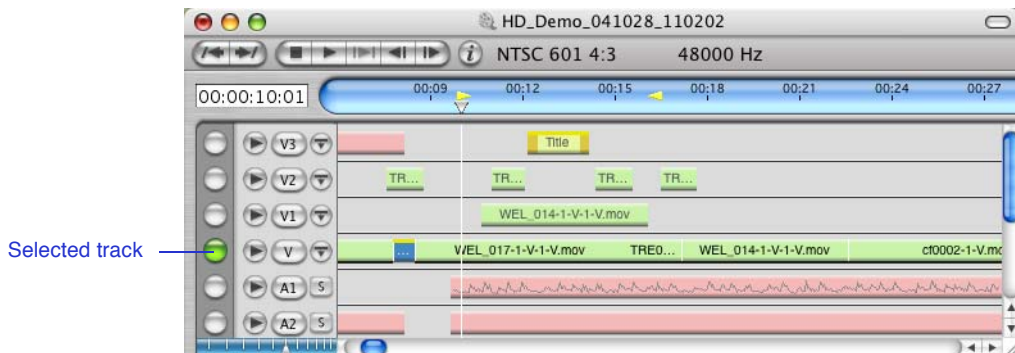 HD_Demo_041028_110202
NTSC 601 4:3 48000 Hz
00:00:10:01 00:09 00:12 00:15 00:18 00:21 00:24 00:27
V3 Title
V2 TR... TR... TR... TR...
V1 WEL_014-1-V-1-V.mov
Selected track V ... WEL_017-1-V-1-V.mov TRE0... WEL_014-1-V-1-V.mov cf0002-1-V.mo
A1 S
A2 S